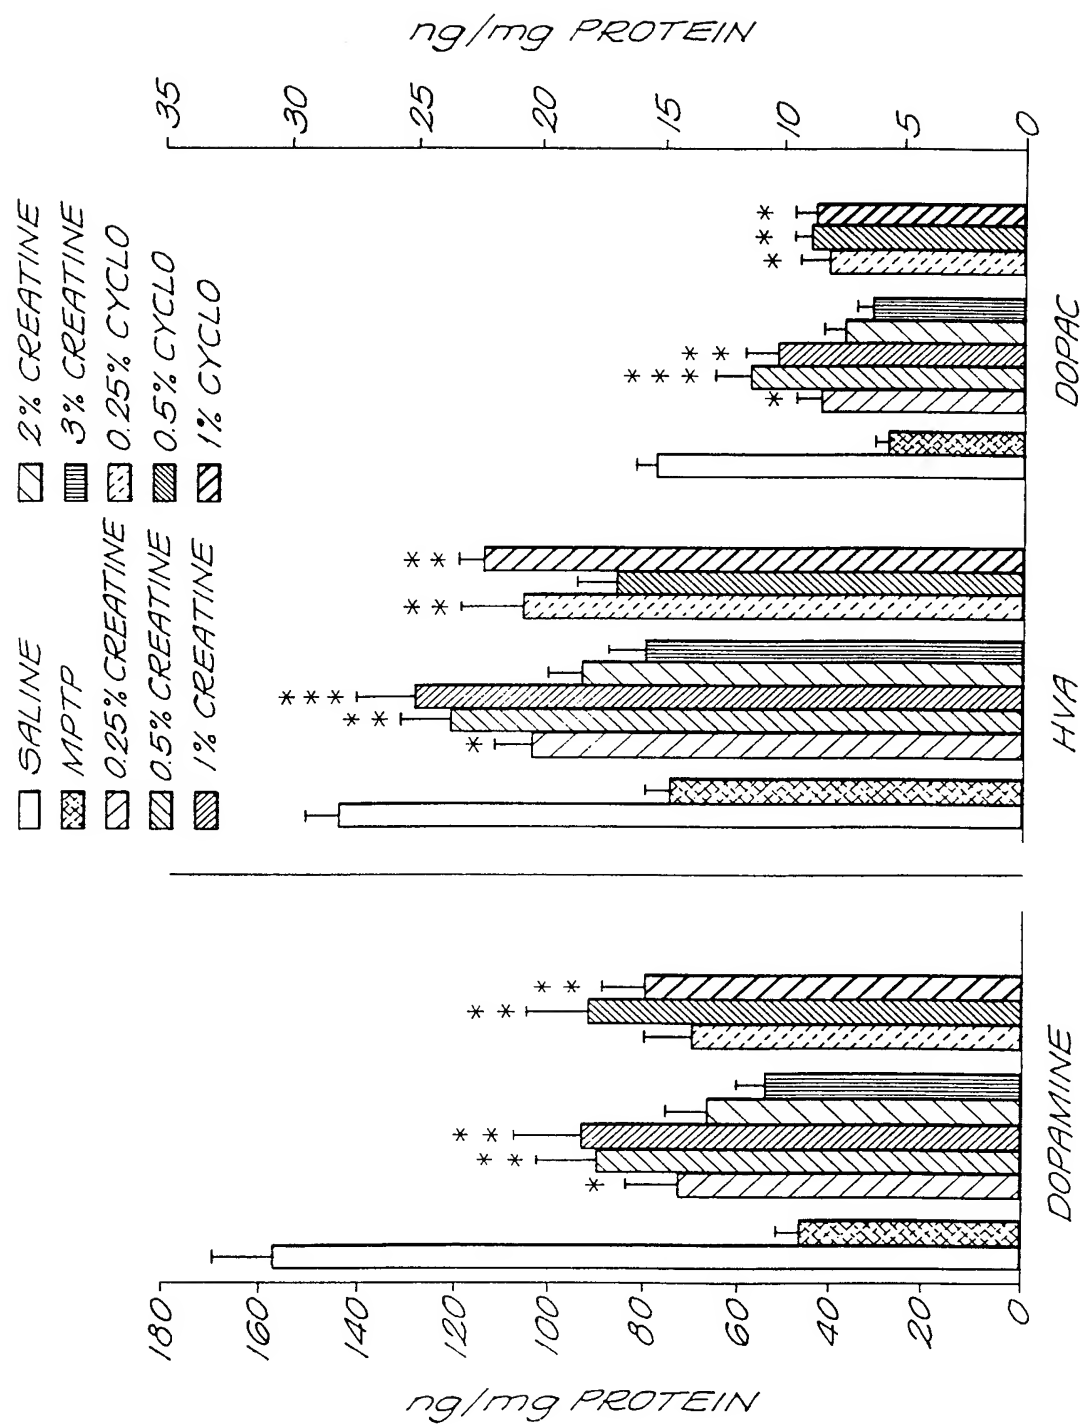 SALINE
MPTP
0.25% CREATINE
0.5% CREATINE
1% CREATINE
2% CREATINE
3% CREATINE
0.25% CYCLO
0.5% CYCLO
1% CYCLO
ng/mg PROTEIN
180
160
140
120
100
80
60
40
20
0
*
* *
* *
* *
* *
DOPAMINE
*
* *
* * *
* *
* *
HVA
*
* * *
* *
*
*
*
DOPAC
35
30
25
20
15
10
5
0
ng/mg PROTEIN